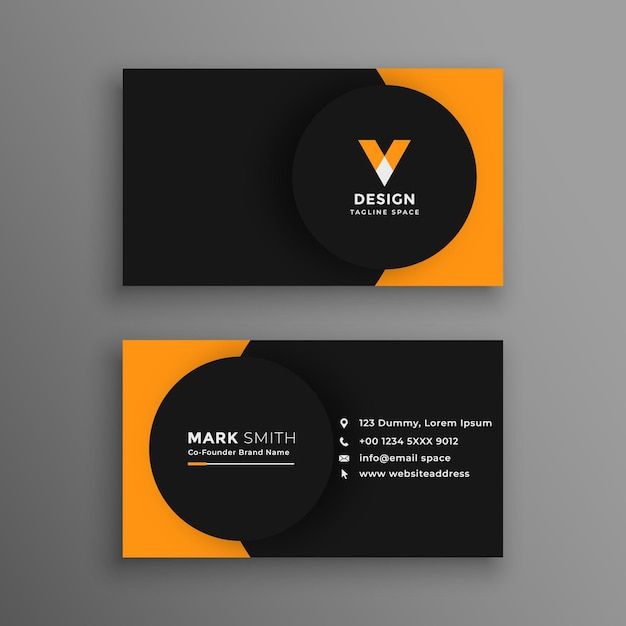 DESIGN
TAGLINE SPACE
MARK SMITH
Co-Founder Brand Name
123 Dummy, Lorem Ipsum
+00 1234 5XXX 9012
info@email space
www.websiteaddress